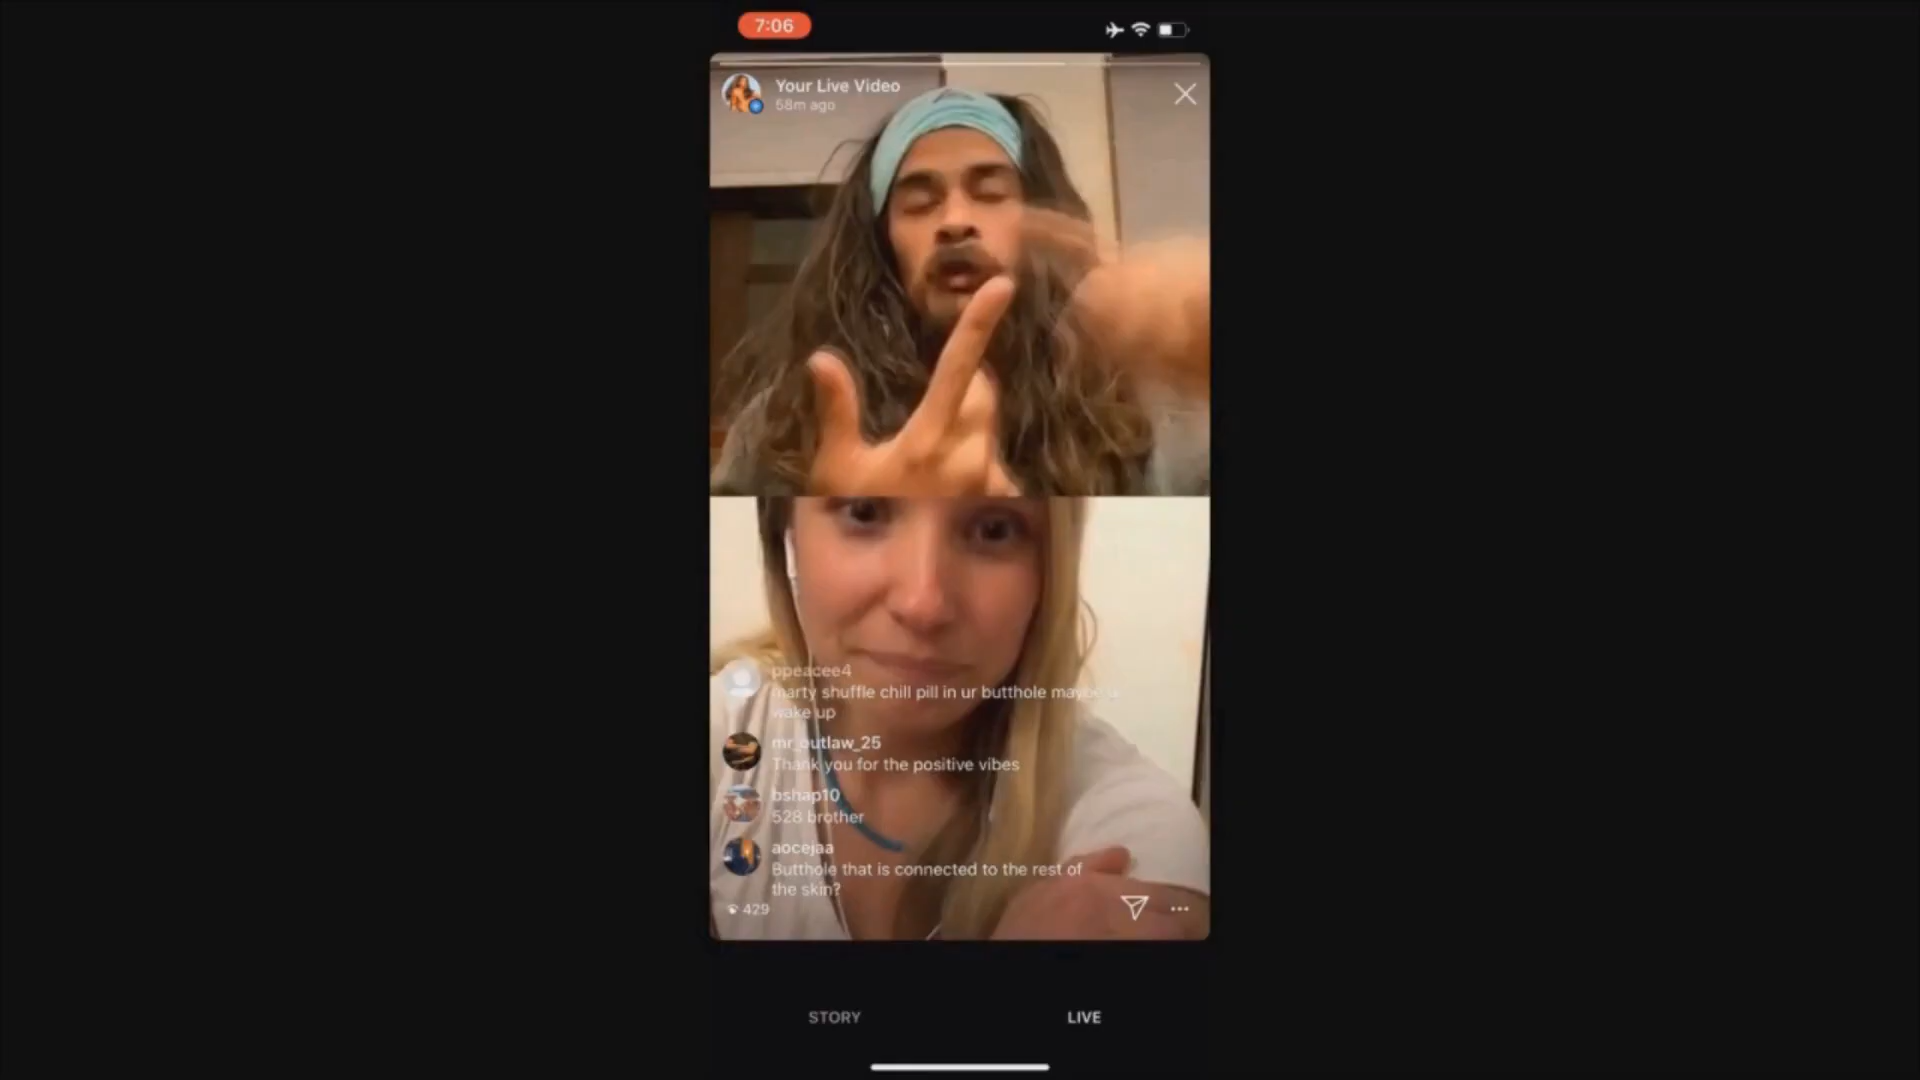 7:06
Your Live Video
58m ago
ppeacee4
marty shuffle chill pill in ur butthole maybe u
wake up
mr_outlaw_25
Thank you for the positive vibes
bshap10
528 brother
aocejaa
Butthole that is connected to the rest of
the skin?
429
STORY
LIVE